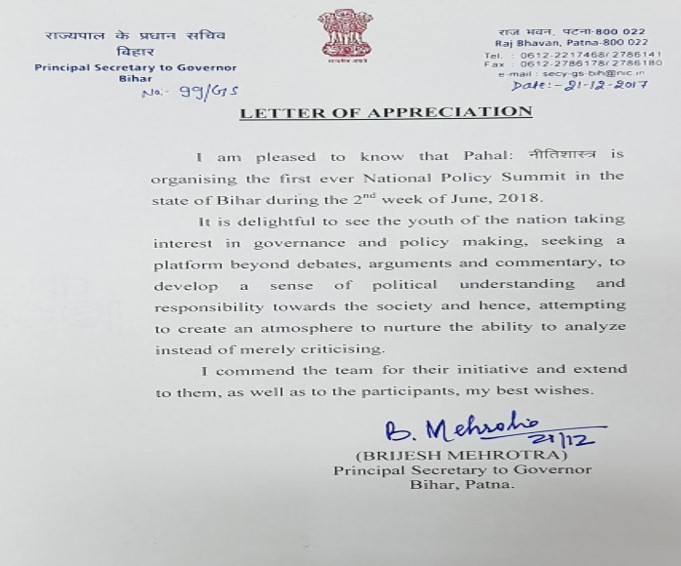 राज्यपाल के प्रधान सचिव
बिहार
Principal Secretary to Governor
Bihar
No:- 99/GS
राज भवन, पटना-800 022
Raj Bhavan, Patna-800 022
Tel. : 0612-2217468/2786141
Fax : 0612-2786178/2786180
e-mail : secy-gs-bih@nic.in
Date:- 21-12-2017
LETTER OF APPRECIATION
I am pleased to know that Pahal: नीतिशास्त्र is
organising the first ever National Policy Summit in the
state of Bihar during the 2nd week of June, 2018.
It is delightful to see the youth of the nation taking
interest in governance and policy making, seeking a
platform beyond debates, arguments and commentary, to
develop a sense of political understanding and
responsibility towards the society and hence, attempting
to create an atmosphere to nurture the ability to analyze
instead of merely criticising.
I commend the team for their initiative and extend
to them, as well as to the participants, my best wishes.
B. Mehrotra
21/12
(BRIJESH MEHROTRA)
Principal Secretary to Governor
Bihar, Patna.